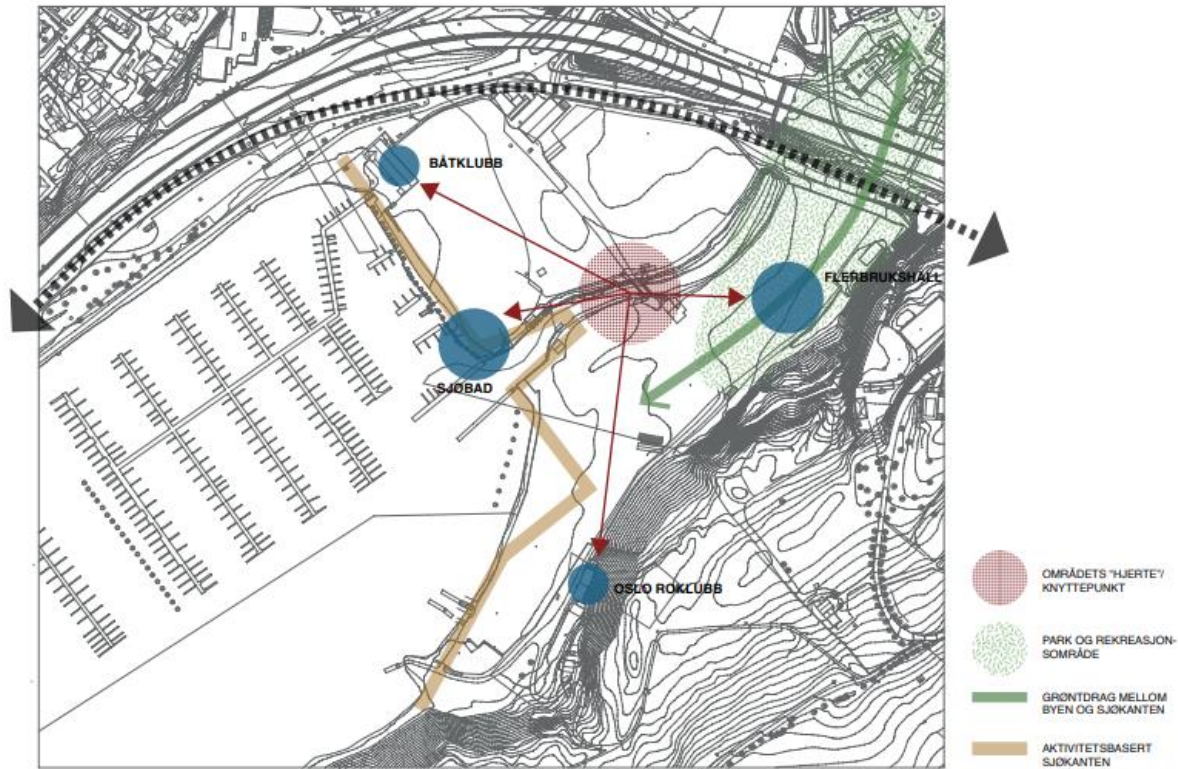 BÅTKLUBB
FLERBRUKSHALL
SJØBAD
OSLO ROKLUBB
OMRÅDETS "HJERTE"/
KNYTTEPUNKT
PARK OG REKREASJON-
SOMRÅDE
GRØNTDRAG MELLOM
BYEN OG SJØKANTEN
AKTIVITETSBASERT
SJØKANTEN